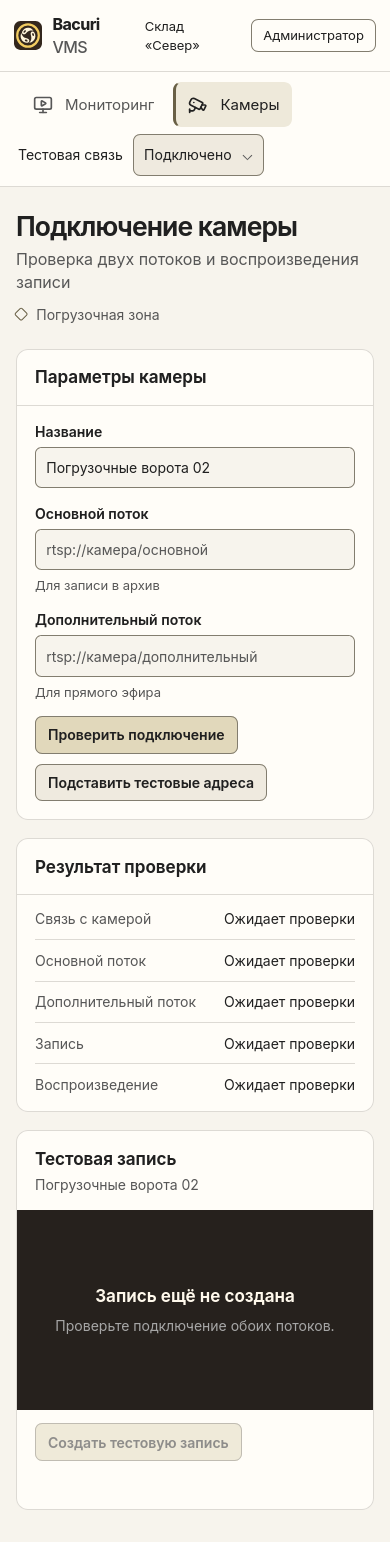 Bacuri
VMS
Склад
«Север»
Администратор
Мониторинг
Камеры
Тестовая связь
Подключено
Подключение камеры
Проверка двух потоков и воспроизведения
записи
Погрузочная зона
Параметры камеры
Название
Погрузочные ворота 02
Основной поток
rtsp://камера/основной
Для записи в архив
Дополнительный поток
rtsp://камера/дополнительный
Для прямого эфира
Проверить подключение
Подставить тестовые адреса
Результат проверки
Связь с камерой Ожидает проверки
Основной поток Ожидает проверки
Дополнительный поток Ожидает проверки
Запись Ожидает проверки
Воспроизведение Ожидает проверки
Тестовая запись
Погрузочные ворота 02
Запись ещё не создана
Проверьте подключение обоих потоков.
Создать тестовую запись